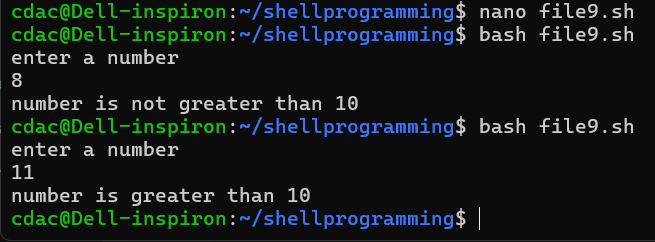 cdac@Dell-inspiron:~/shellprogramming$ nano file9.sh
cdac@Dell-inspiron:~/shellprogramming$ bash file9.sh
enter a number
8
number is not greater than 10
cdac@Dell-inspiron:~/shellprogramming$ bash file9.sh
enter a number
11
number is greater than 10
cdac@Dell-inspiron:~/shellprogramming$